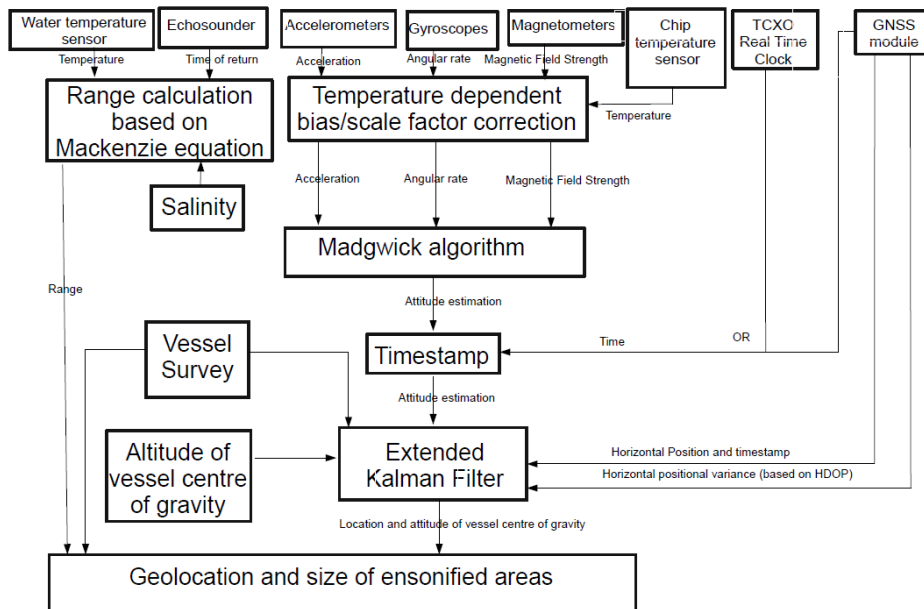 Water temperature
sensor
Echosounder
Accelerometers
Gyroscopes
Magnetometers
Chip
temperature
sensor
TCXO
Real Time
Clock
GNSS
module
Temperature
Time of return
Acceleration
Angular rate
Magnetic Field Strength
Range calculation
based on
Mackenzie equation
Temperature dependent
bias/scale factor correction
Temperature
Salinity
Acceleration
Angular rate
Magnetic Field Strength
Madgwick algorithm
Range
Attitude estimation
Vessel
Survey
Timestamp
Time
OR
Attitude estimation
Altitude of
vessel centre
of gravity
Extended
Kalman Filter
Horizontal Position and timestamp
Horizontal positional variance (based on HDOP)
Location and attitude of vessel centre of gravity
Geolocation and size of ensonified areas